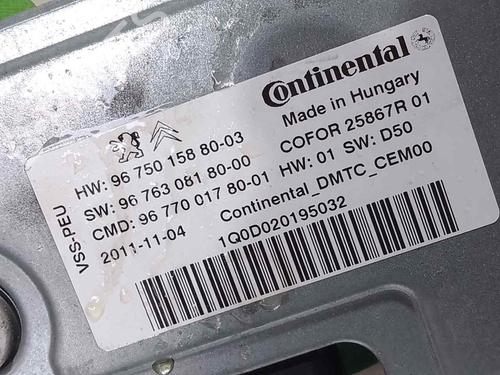 VSS-PEU
HW: 96 750 158 80-03
SW: 96 763 081 80-00
CMD: 96 770 017 80-01
2011-11-04
Continental
Made in Hungary
COFOR 25867R 01
HW: 01 SW: D50
Continental_DMTC_CEM00
1Q0D020195032